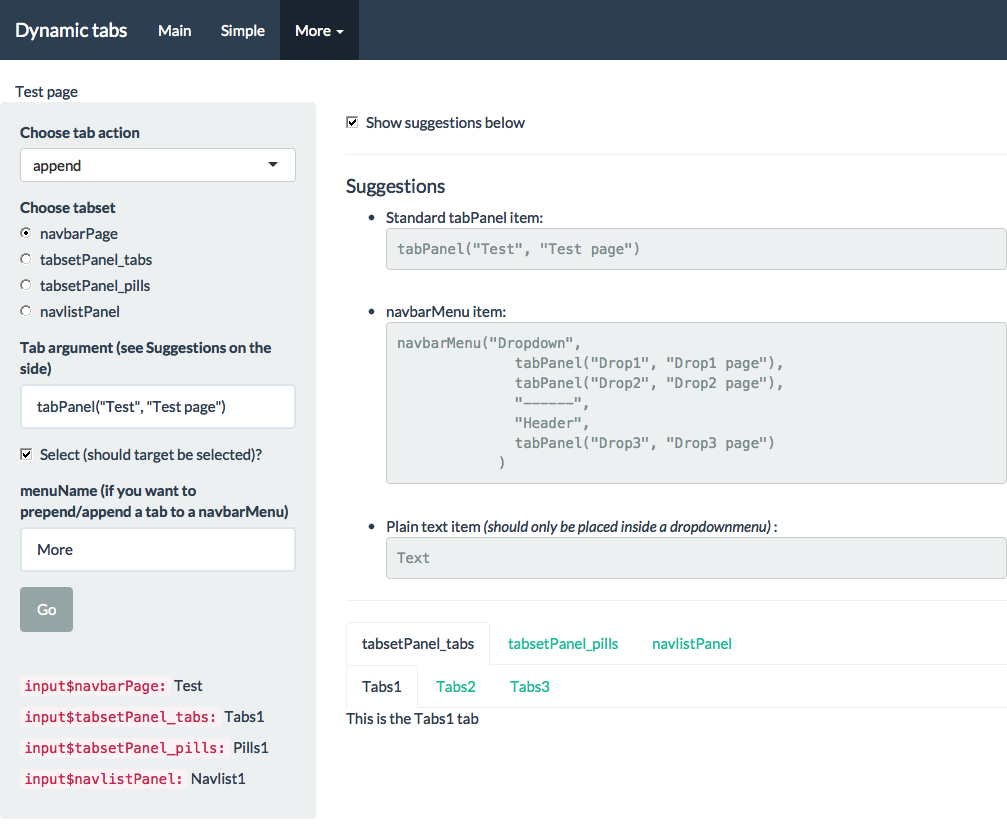 Dynamic tabs Main Simple More
Test page
Choose tab action
append
Choose tabset
navbarPage
tabsetPanel_tabs
tabsetPanel_pills
navlistPanel
Tab argument (see Suggestions on the
side)
tabPanel("Test", "Test page")
Select (should target be selected)?
menuName (if you want to
prepend/append a tab to a navbarMenu)
More
Go
input$navbarPage: Test
input$tabsetPanel_tabs: Tabs1
input$tabsetPanel_pills: Pills1
input$navlistPanel: Navlist1
Show suggestions below
Suggestions
Standard tabPanel item:
tabPanel("Test", "Test page")
navbarMenu item:
navbarMenu("Dropdown",
tabPanel("Drop1", "Drop1 page"),
tabPanel("Drop2", "Drop2 page"),
"------",
"Header",
tabPanel("Drop3", "Drop3 page")
)
Plain text item (should only be placed inside a dropdownmenu) :
Text
tabsetPanel_tabs tabsetPanel_pills navlistPanel
Tabs1 Tabs2 Tabs3
This is the Tabs1 tab